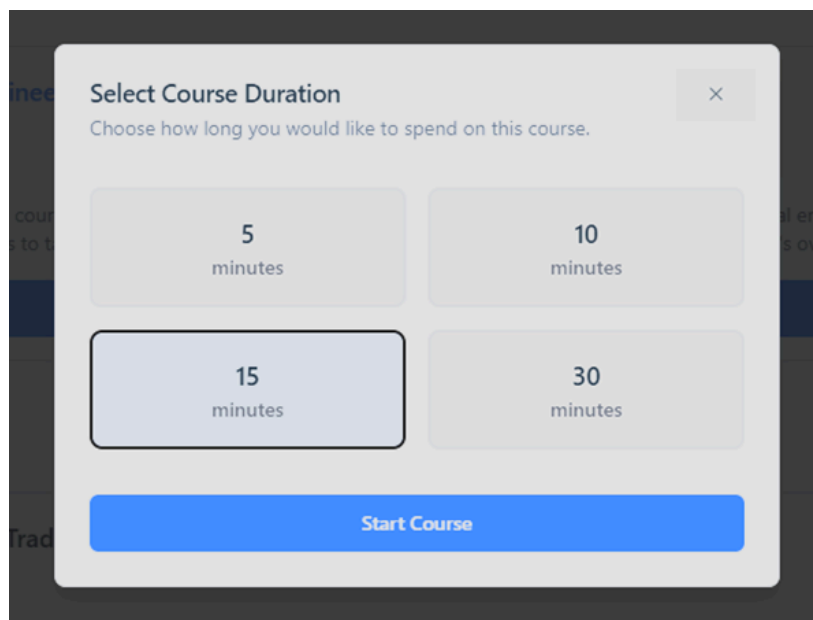 Select Course Duration
×
Choose how long you would like to spend on this course.
5
minutes
10
minutes
15
minutes
30
minutes
Start Course